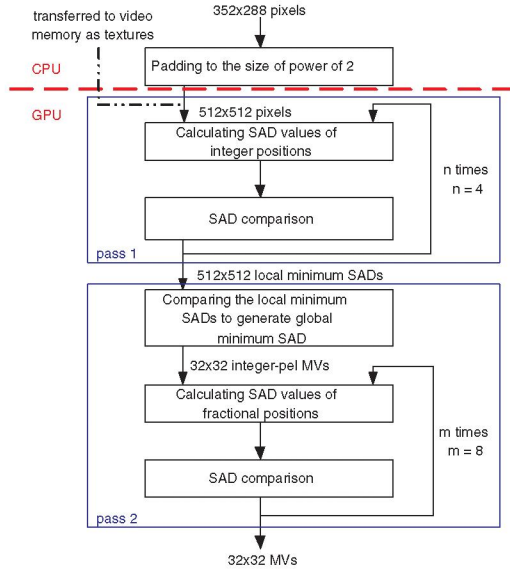 352x288 pixels
transferred to video
memory as textures
Padding to the size of power of 2
CPU
GPU
512x512 pixels
Calculating SAD values of
integer positions
n times
n = 4
SAD comparison
pass 1
512x512 local minimum SADs
Comparing the local minimum
SADs to generate global
minimum SAD
32x32 integer-pel MVs
Calculating SAD values of
fractional positions
m times
m = 8
SAD comparison
pass 2
32x32 MVs